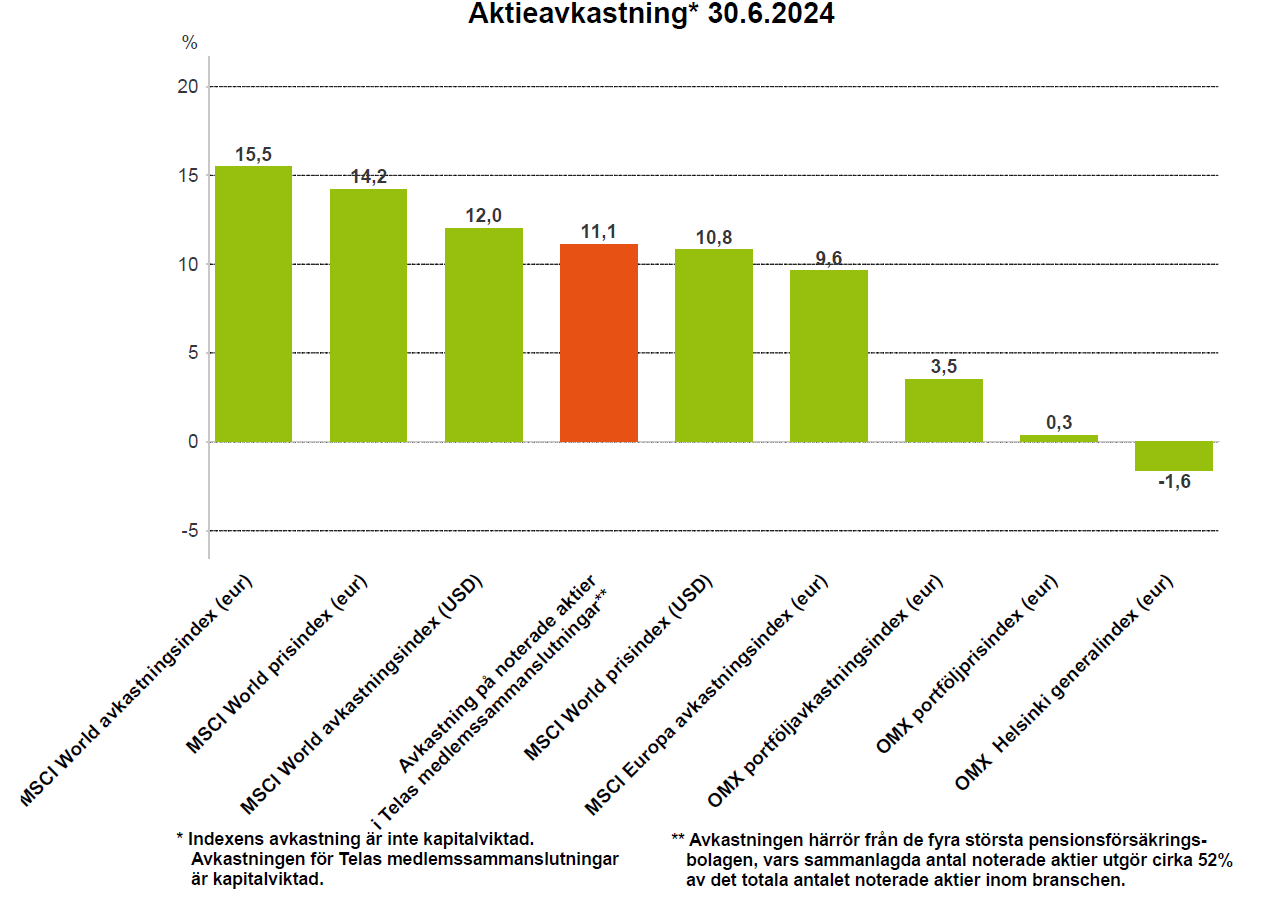 Aktieavkastning* 30.6.2024
%
20
15
10
5
0
-5
15,5
14,2
12,0
11,1
10,8
9,6
3,5
0,3
-1,6
MSCI World avkastningsindex (eur)
MSCI World prisindex (eur)
MSCI World avkastningsindex (USD)
Avkastning på noterade aktier
i Telas medlemssammanslutningar**
MSCI World prisindex (USD)
MSCI Europa avkastningsindex (eur)
OMX portföljavkastningsindex (eur)
OMX portföljprisindex (eur)
OMX Helsinki generalindex (eur)
* Indexens avkastning är inte kapitalviktad.
Avkastningen för Telas medlemssammanslutningar
är kapitalviktad.
** Avkastningen härrör från de fyra största pensionsförsäkrings-
bolagen, vars sammanlagda antal noterade aktier utgör cirka 52%
av det totala antalet noterade aktier inom branschen.